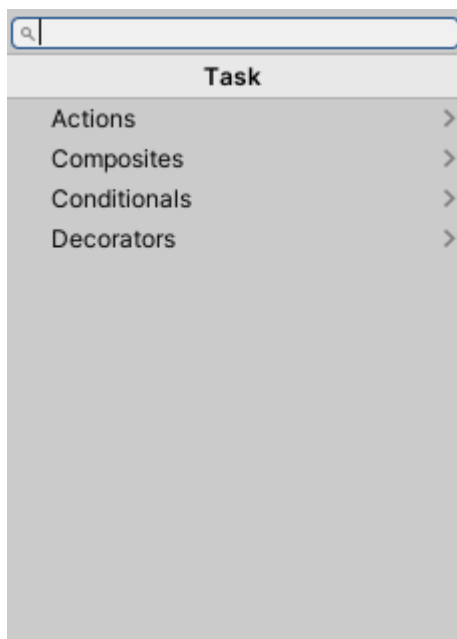 Task
Actions
Composites
Conditionals
Decorators